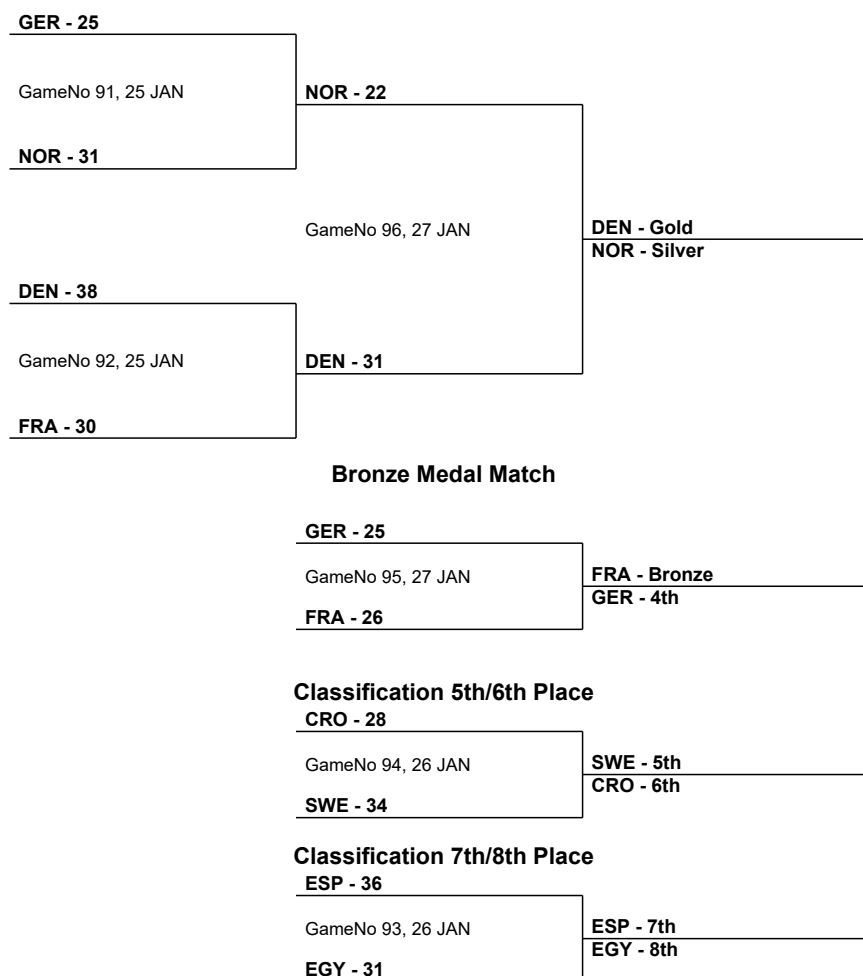 GER - 25
GameNo 91, 25 JAN
NOR - 22
NOR - 31
GameNo 96, 27 JAN
DEN - Gold
NOR - Silver
DEN - 38
GameNo 92, 25 JAN
DEN - 31
FRA - 30
Bronze Medal Match
GER - 25
GameNo 95, 27 JAN
FRA - Bronze
GER - 4th
FRA - 26
Classification 5th/6th Place
CRO - 28
GameNo 94, 26 JAN
SWE - 5th
CRO - 6th
SWE - 34
Classification 7th/8th Place
ESP - 36
GameNo 93, 26 JAN
ESP - 7th
EGY - 8th
EGY - 31